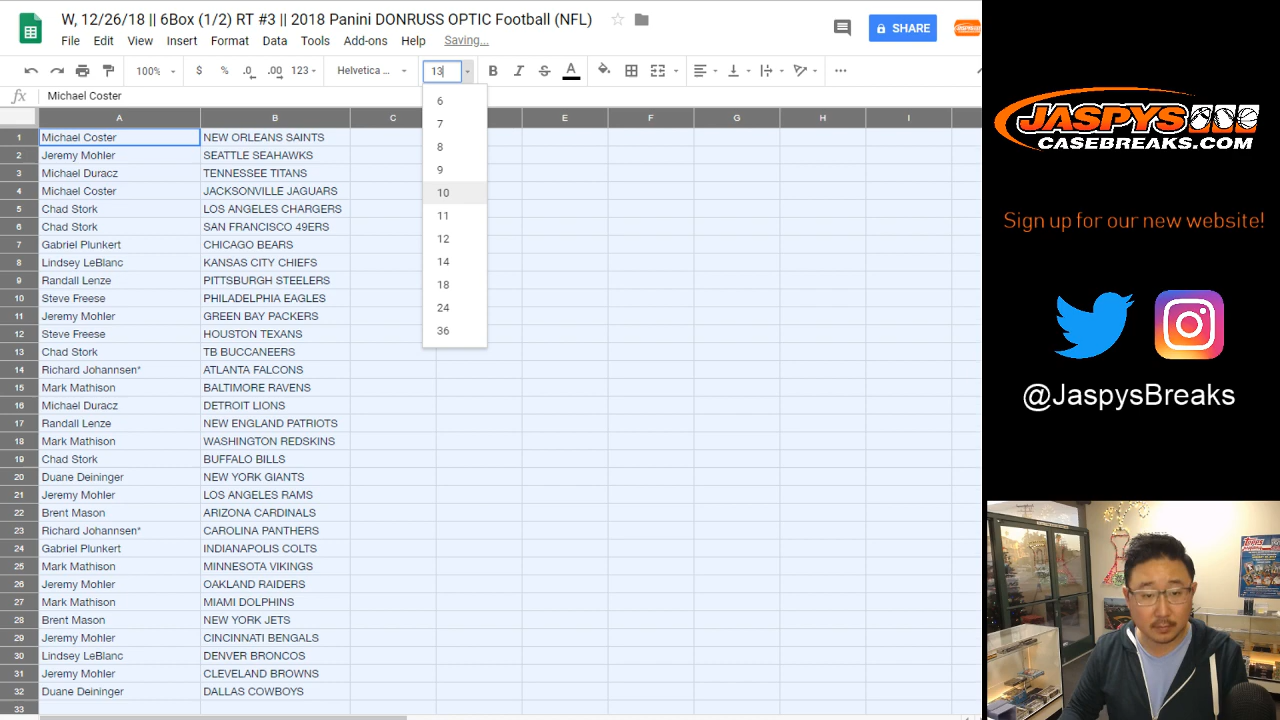 W, 12/26/18 || 6Box (1/2) RT #3 || 2018 Panini DONRUSS OPTIC Football (NFL)
File Edit View Insert Format Data Tools Add-ons Help Saving...
SHARE
100% $ % .0 .00 123 Helvetica ... 13 B I S A
fx Michael Coster
A B C E F G H I
1 Michael Coster NEW ORLEANS SAINTS
2 Jeremy Mohler SEATTLE SEAHAWKS
3 Michael Duracz TENNESSEE TITANS
4 Michael Coster JACKSONVILLE JAGUARS
5 Chad Stork LOS ANGELES CHARGERS
6 Chad Stork SAN FRANCISCO 49ERS
7 Gabriel Plunkert CHICAGO BEARS
8 Lindsey LeBlanc KANSAS CITY CHIEFS
9 Randall Lenze PITTSBURGH STEELERS
10 Steve Freese PHILADELPHIA EAGLES
11 Jeremy Mohler GREEN BAY PACKERS
12 Steve Freese HOUSTON TEXANS
13 Chad Stork TB BUCCANEERS
14 Richard Johannsen* ATLANTA FALCONS
15 Mark Mathison BALTIMORE RAVENS
16 Michael Duracz DETROIT LIONS
17 Randall Lenze NEW ENGLAND PATRIOTS
18 Mark Mathison WASHINGTON REDSKINS
19 Chad Stork BUFFALO BILLS
20 Duane Deininger NEW YORK GIANTS
21 Jeremy Mohler LOS ANGELES RAMS
22 Brent Mason ARIZONA CARDINALS
23 Richard Johannsen* CAROLINA PANTHERS
24 Gabriel Plunkert INDIANAPOLIS COLTS
25 Mark Mathison MINNESOTA VIKINGS
26 Jeremy Mohler OAKLAND RAIDERS
27 Mark Mathison MIAMI DOLPHINS
28 Brent Mason NEW YORK JETS
29 Jeremy Mohler CINCINNATI BENGALS
30 Lindsey LeBlanc DENVER BRONCOS
31 Jeremy Mohler CLEVELAND BROWNS
32 Duane Deininger DALLAS COWBOYS
33
6
7
8
9
10
11
12
14
18
24
36
JASPYS
CASEBREAKS.COM
Sign up for our new website!
@JaspysBreaks
Topps